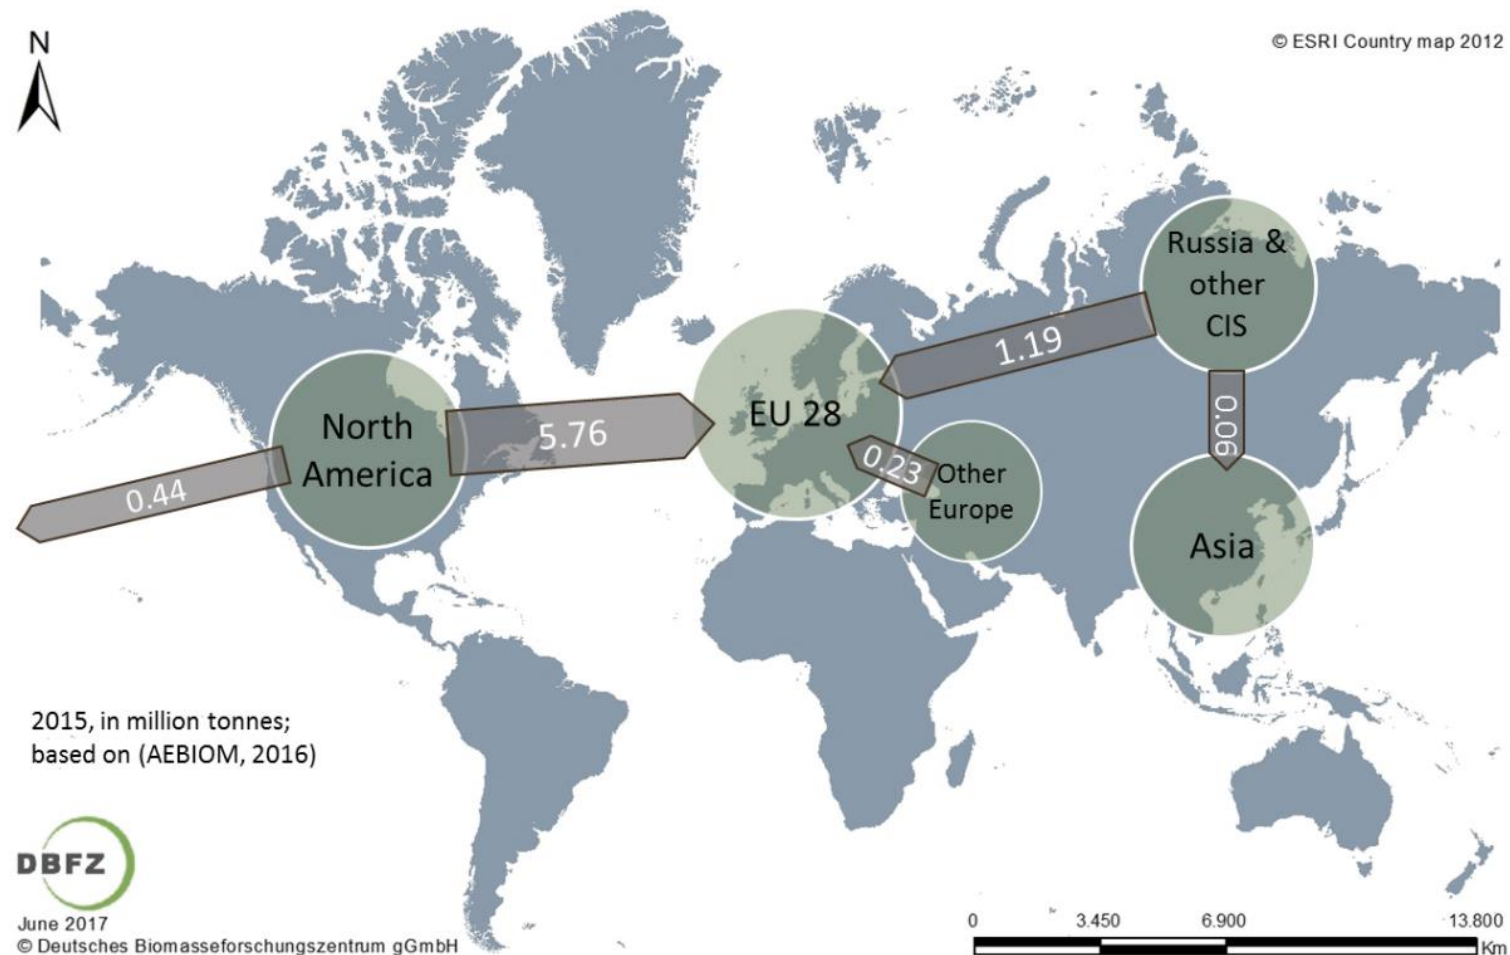 N
© ESRI Country map 2012
Russia &
other
CIS
1.19
North
America
5.76
EU 28
0.44
0.23
Other
Europe
0.06
Asia
2015, in million tonnes;
based on (AEBIOM, 2016)
DBFZ
June 2017
© Deutsches Biomasseforschungszentrum gGmbH
0 3.450 6.900 13.800
Km